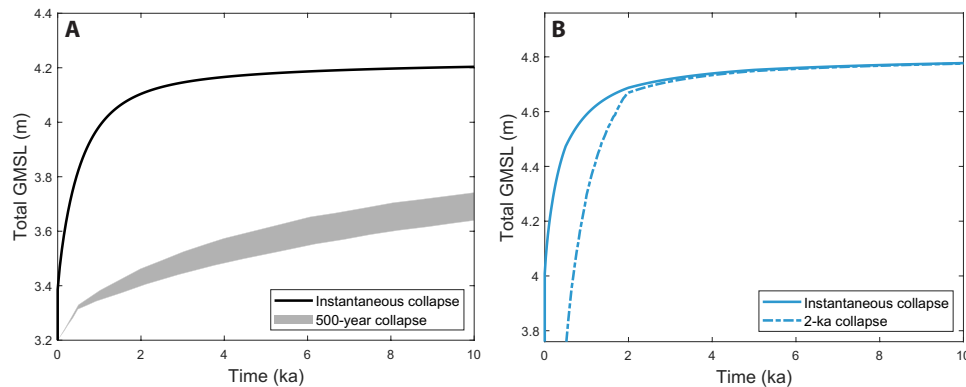 A
4.4
4.2
4
3.8
3.6
3.4
3.2
Total GMSL (m)
0 2 4 6 8 10
Time (ka)
Instantaneous collapse
500-year collapse
B
4.8
4.6
4.4
4.2
4
3.8
Total GMSL (m)
0 2 4 6 8 10
Time (ka)
Instantaneous collapse
2-ka collapse